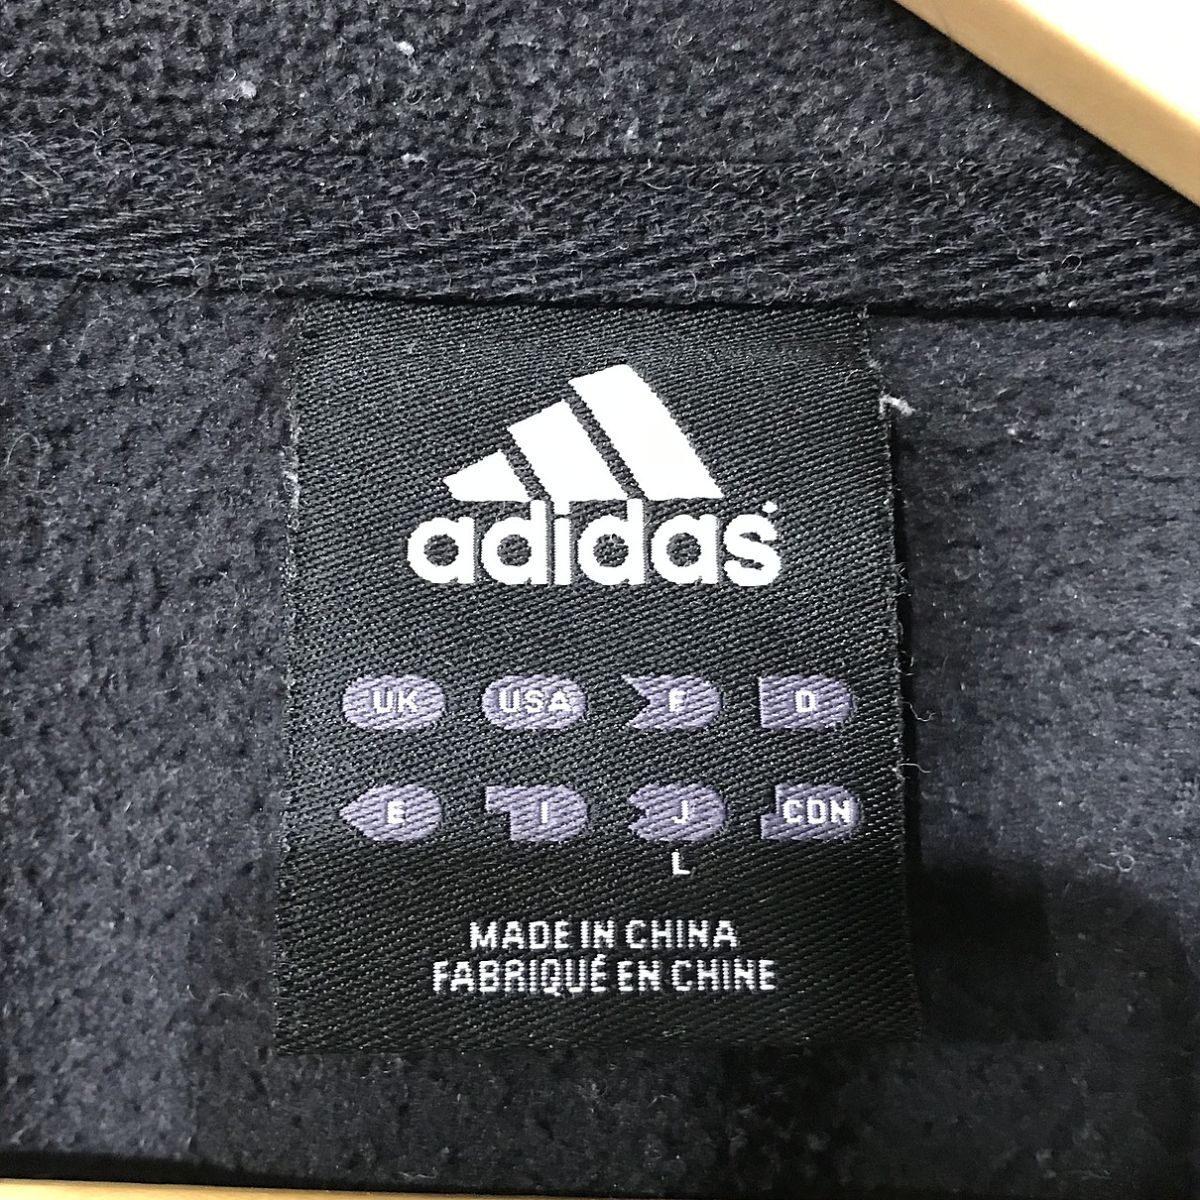 adidas
UK USA F D
E I J CDN
L
MADE IN CHINA
FABRIQUÉ EN CHINE